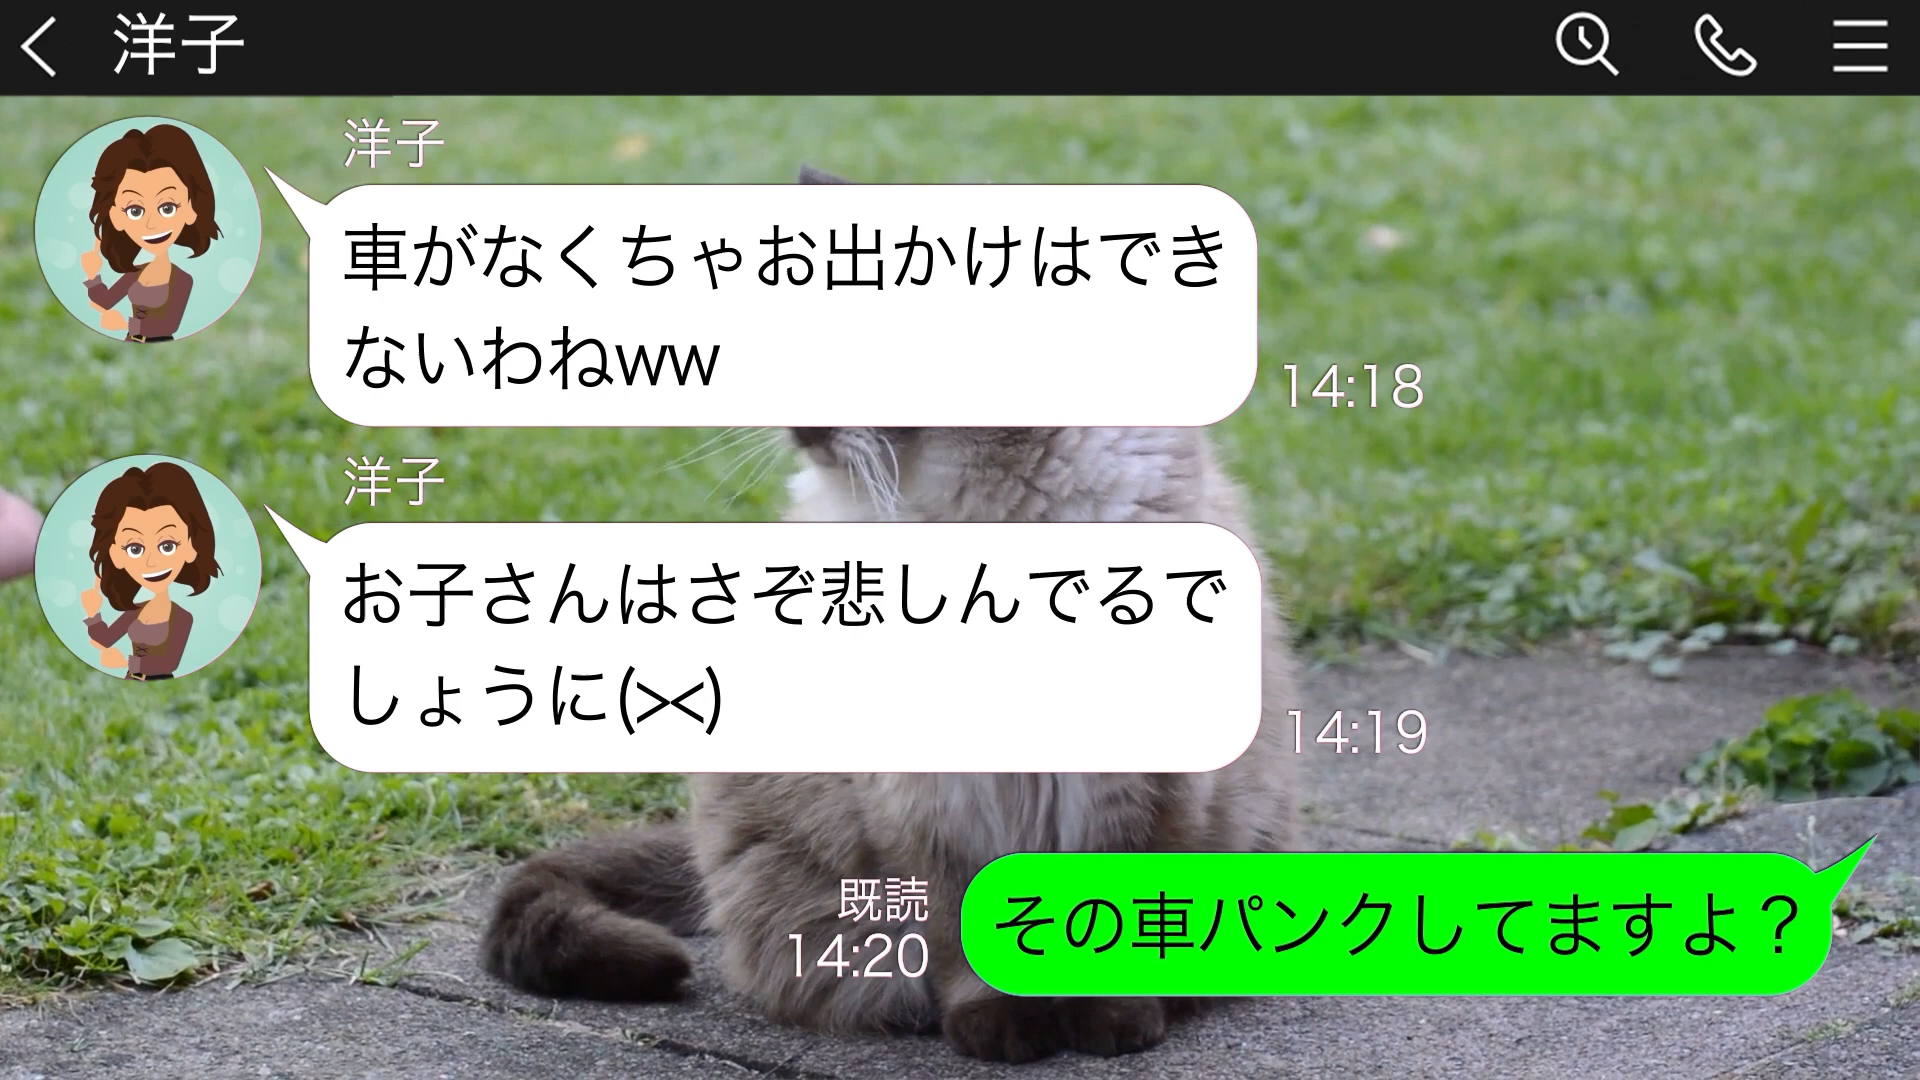 洋子
洋子
車がなくちゃお出かけはでき
ないわねww
14:18
洋子
お子さんはさぞ悲しんでるで
しょうに(><)
14:19
既読
14:20
その車パンクしてますよ？